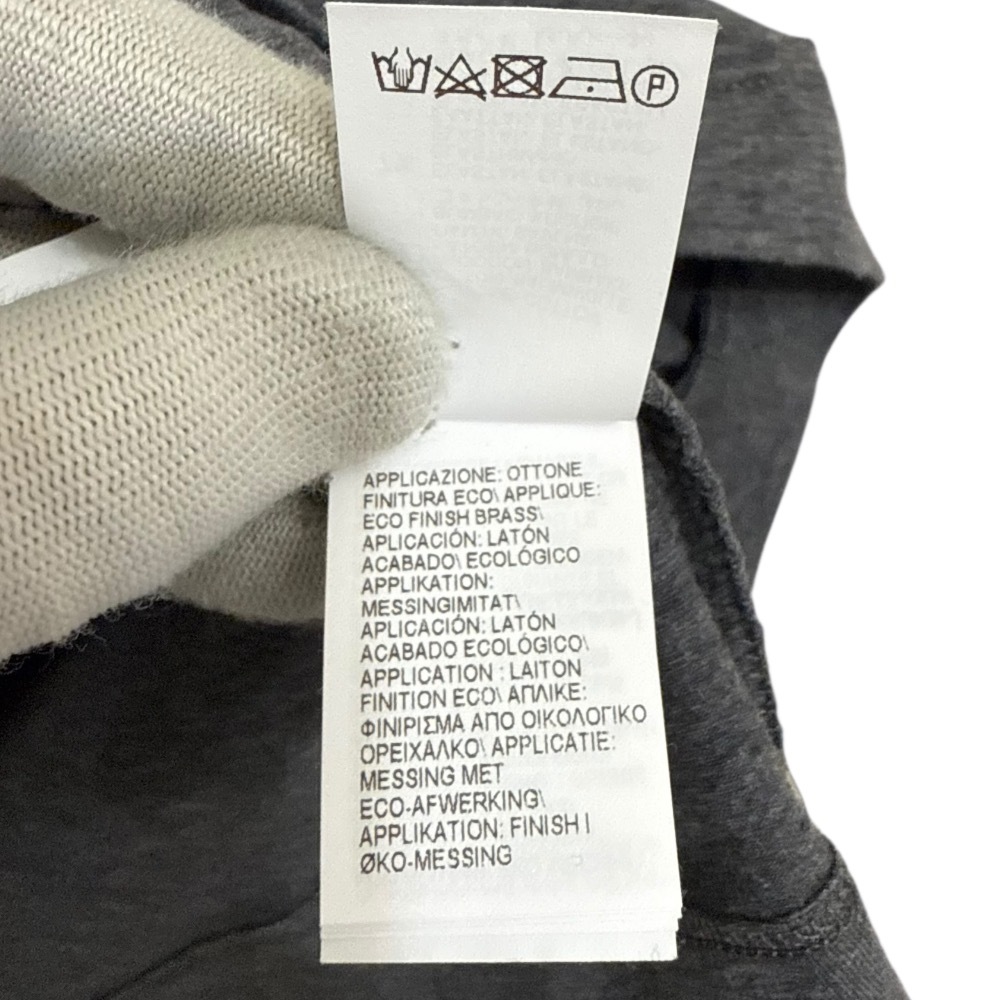 P
APPLICAZIONE: OTTONE
FINITURA ECO\ APPLIQUE:
ECO FINISH BRASS\
APLICACIÓN: LATÓN
ACABADO\ ECOLÓGICO
APPLIKATION:
MESSINGIMITAT\
APLICACIÓN: LATÓN
ACABADO ECOLÓGICO\
APPLICATION : LAITON
FINITION ECO\ ΑΠΛΙΚΕ:
ΦΙΝΙΡΙΣΜΑ ΑΠΟ ΟΙΚΟΛΟΓΙΚΟ
ΟΡΕΙΧΑΛΚΟ\ APPLICATIE:
MESSING MET
ECO-AFWERKING\
APPLIKATION: FINISH I
ØKO-MESSING